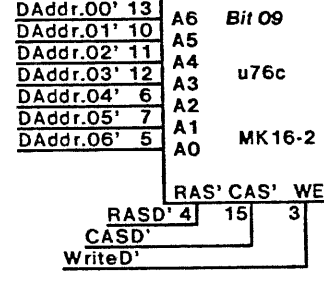 DAddr.00' 13 A6 Bit 09
DAddr.01' 10 A5
DAddr.02' 11 A4
DAddr.03' 12 A3 u76c
DAddr.04' 6 A2
DAddr.05' 7 A1 MK16-2
DAddr.06' 5 A0
RAS' CAS' WE
RASD' 4 15 3
CASD'
WriteD'